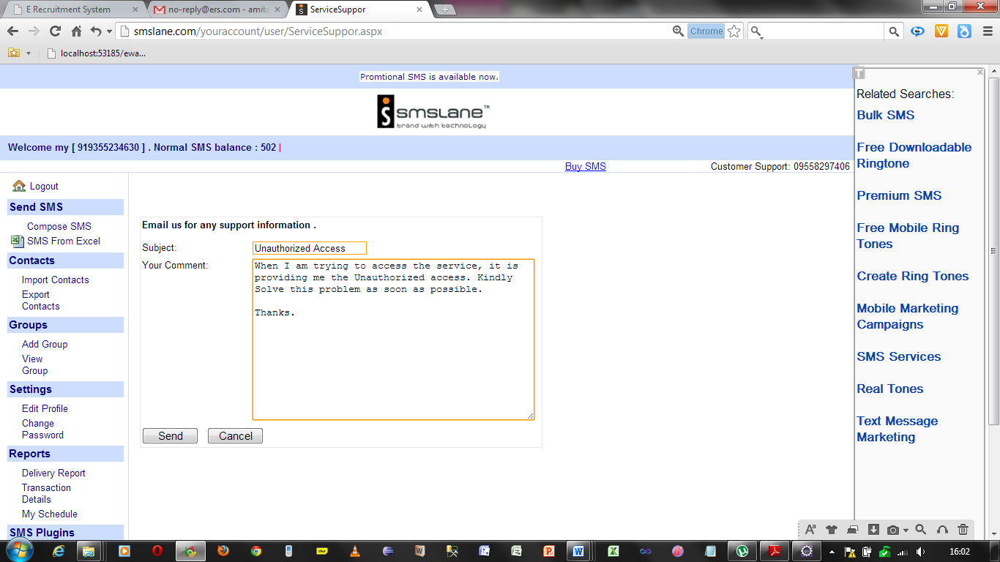 E Recruitment System
no-reply@ers.com - amita
ServiceSuppor
smslane.com/youraccount/user/ServiceSuppor.aspx
Chrome
localhost:53185/ewa...
Promtional SMS is available now.
smslane™
trend with technology
Welcome my [ 919355234630 ] . Normal SMS balance : 502 |
Buy SMS
Customer Support: 09558297406
Logout
Send SMS
Compose SMS
SMS From Excel
Contacts
Import Contacts
Export
Contacts
Groups
Add Group
View
Group
Settings
Edit Profile
Change
Password
Reports
Delivery Report
Transaction
Details
My Schedule
SMS Plugins
Email us for any support information .
Subject:
Unauthorized Access
Your Comment:
When I am trying to access the service, it is
providing me the Unauthorized access. Kindly
Solve this problem as soon as possible.
Thanks.
Send
Cancel
T
Related Searches:
Bulk SMS
Free Downloadable
Ringtone
Premium SMS
Free Mobile Ring
Tones
Create Ring Tones
Mobile Marketing
Campaigns
SMS Services
Real Tones
Text Message
Marketing
16:02